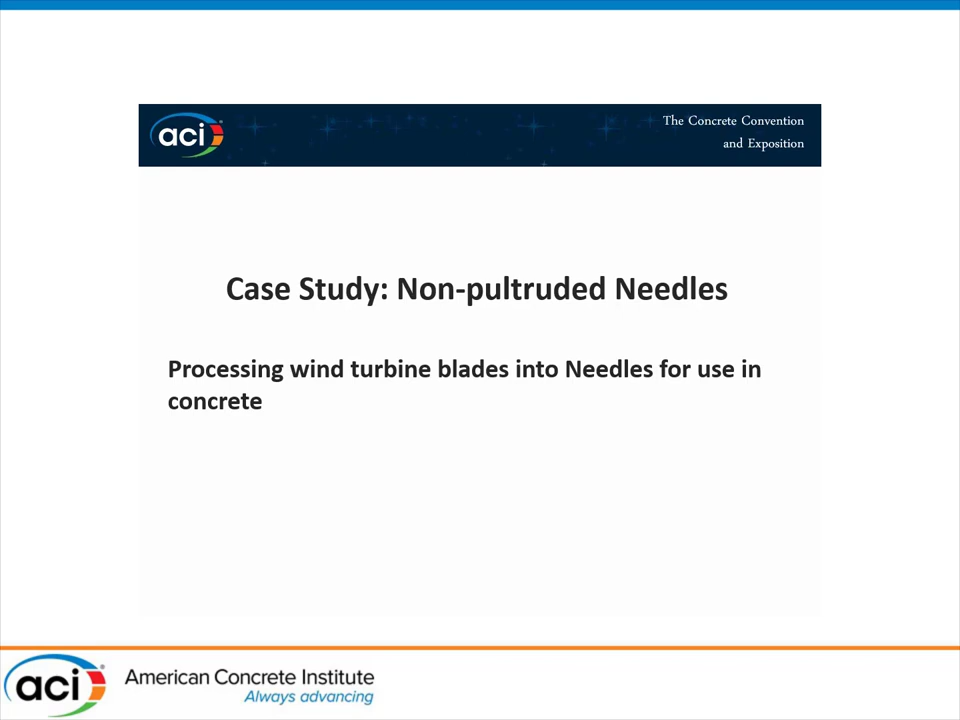 aci
The Concrete Convention
and Exposition
Case Study: Non-pultruded Needles
Processing wind turbine blades into Needles for use in
concrete
aci
American Concrete Institute
Always advancing